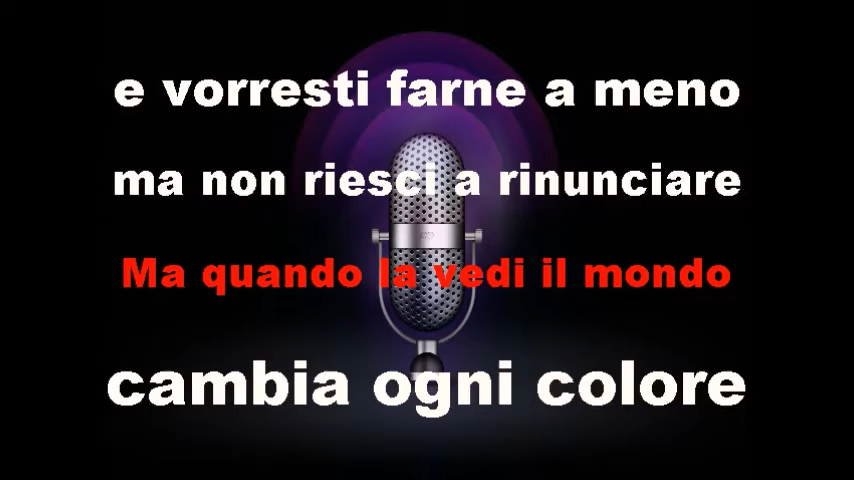 e vorresti farne a meno
ma non riesci a rinunciare
Ma quando la vedi il mondo
cambia ogni colore